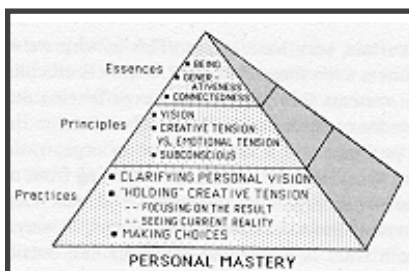 Essences
• BEING
• GENER-
ATIVENESS
• CONNECTEDNESS
Principles
• VISION
• CREATIVE TENSION
VS. EMOTIONAL TENSION
• SUBCONSCIOUS
Practices
• CLARIFYING PERSONAL VISION
• "HOLDING" CREATIVE TENSION
-- FOCUSING ON THE RESULT
-- SEEING CURRENT REALITY
• MAKING CHOICES
PERSONAL MASTERY